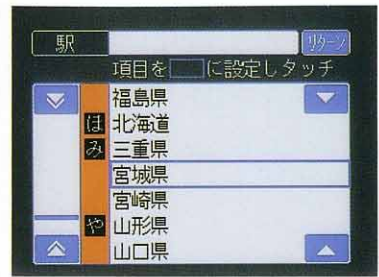 駅 リターン
項目を に設定しタッチ
福島県
ほ 北海道
み 三重県
宮城県
宮崎県
や 山形県
山口県